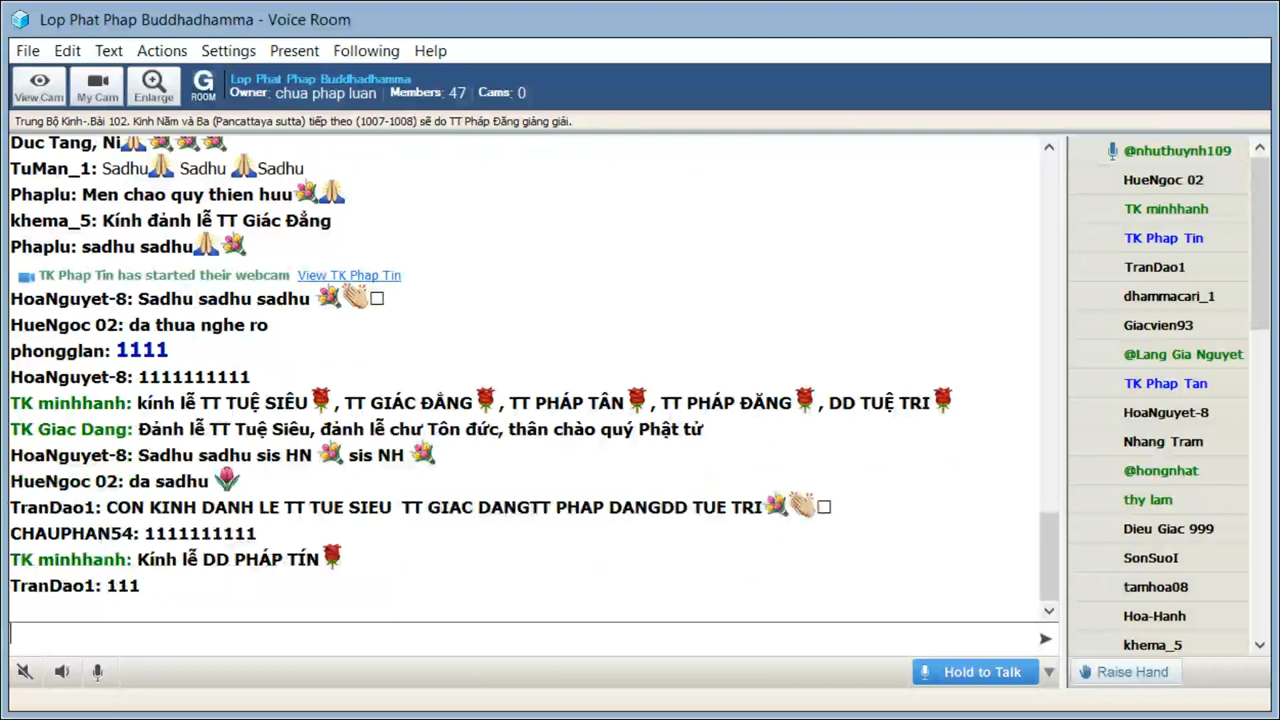 Lop Phat Phap Buddhadhamma - Voice Room
File Edit Text Actions Settings Present Following Help
View Cam My Cam Enlarge G ROOM
Lop Phat Phap Buddhadhamma
Owner: chua phap luan | Members: 47 | Cams: 0
Trung Bộ Kinh-.Bài 102. Kinh Năm và Ba (Pancattaya sutta) tiếp theo (1007-1008) sẽ do TT Pháp Đăng giảng giải.
Duc Tang, Ni
TuMan_1: Sadhu Sadhu Sadhu
Phaplu: Men chao quy thien huu
khema_5: Kính đảnh lễ TT Giác Đẳng
Phaplu: sadhu sadhu
TK Phap Tin has started their webcam View TK Phap Tin
HoaNguyet-8: Sadhu sadhu sadhu
HueNgoc 02: da thua nghe ro
phongglan: 1111
HoaNguyet-8: 1111111111
TK minhhanh: kính lễ TT TUỆ SIÊU, TT GIÁC ĐẲNG, TT PHÁP TÂN, TT PHÁP ĐĂNG, DD TUỆ TRI
TK Giac Dang: Đảnh lễ TT Tuệ Siêu, đảnh lễ chư Tôn đức, thân chào quý Phật tử
HoaNguyet-8: Sadhu sadhu sis HN sis NH
HueNgoc 02: da sadhu
TranDao1: CON KINH DANH LE TT TUE SIEU TT GIAC DANGTT PHAP DANGDD TUE TRI
CHAUPHAN54: 1111111111
TK minhhanh: Kính lễ DD PHÁP TÍN
TranDao1: 111
Hold to Talk
@nhuthuynh109
HueNgoc 02
TK minhhanh
TK Phap Tin
TranDao1
dhammacari_1
Giacvien93
@Lang Gia Nguyet
TK Phap Tan
HoaNguyet-8
Nhang Tram
@hongnhat
thy lam
Dieu Giac 999
SonSuoI
tamhoa08
Hoa-Hanh
khema_5
Raise Hand